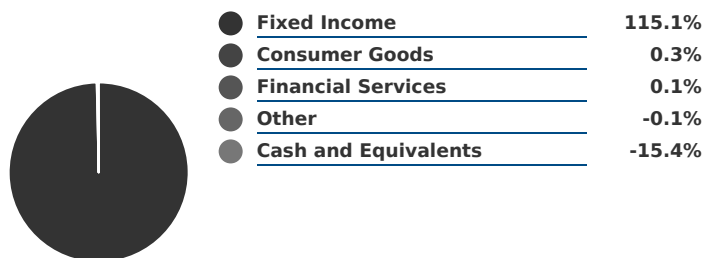 Fixed Income 115.1%
Consumer Goods 0.3%
Financial Services 0.1%
Other -0.1%
Cash and Equivalents -15.4%